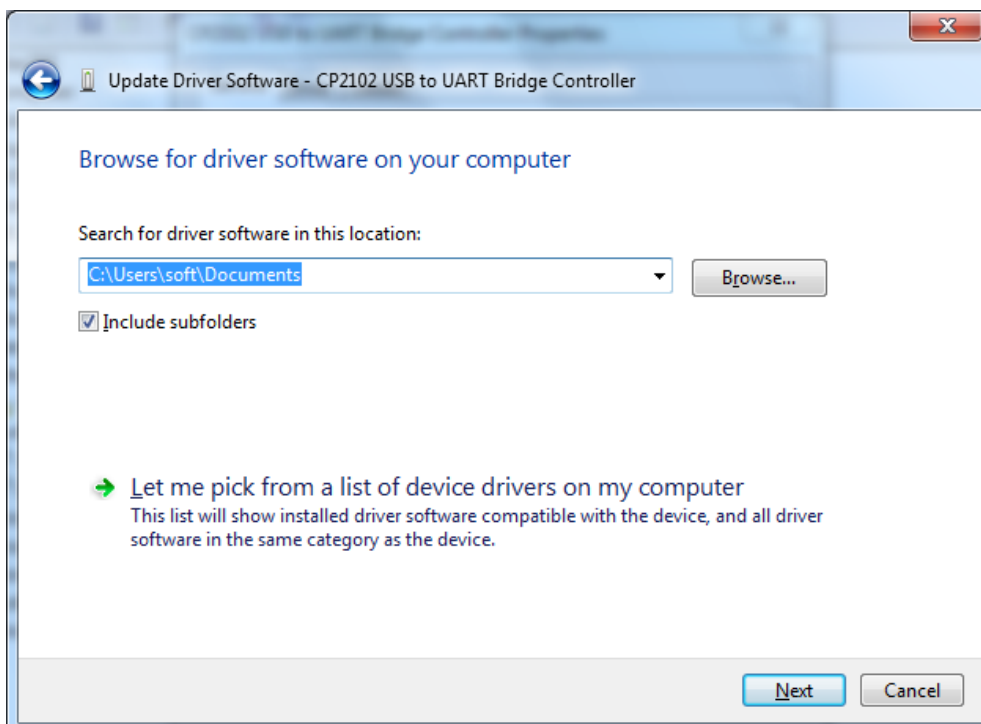 Update Driver Software - CP2102 USB to UART Bridge Controller
Browse for driver software on your computer
Search for driver software in this location:
C:\Users\soft\Documents
Browse...
Include subfolders
Let me pick from a list of device drivers on my computer
This list will show installed driver software compatible with the device, and all driver
software in the same category as the device.
Next
Cancel